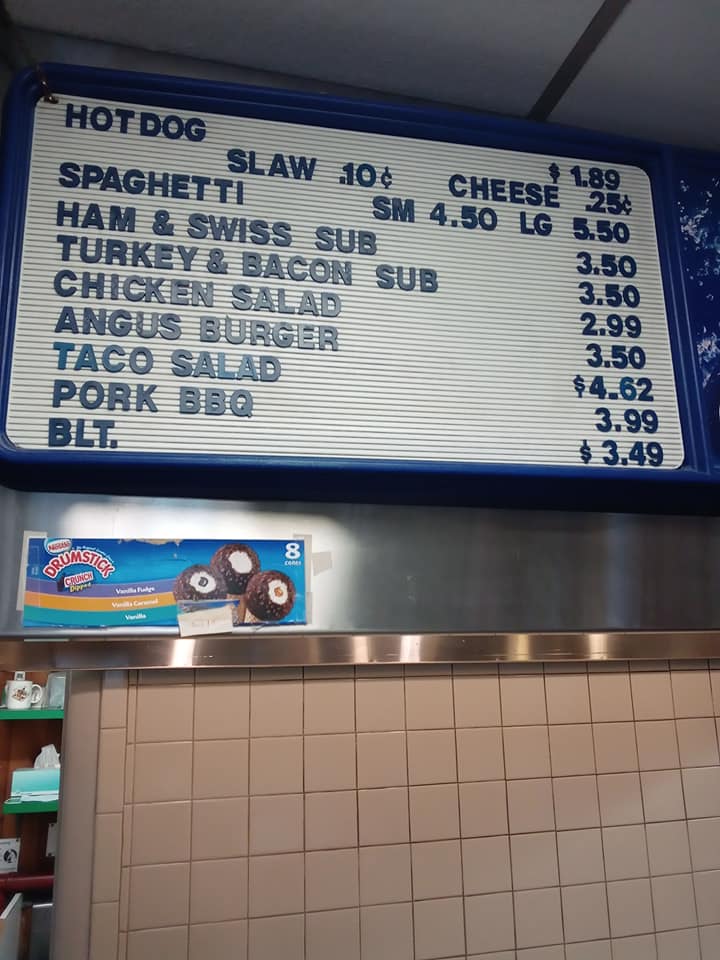 HOT DOG $ 1.89
SLAW .10¢ CHEESE .25¢
SPAGHETTI SM 4.50 LG 5.50
HAM & SWISS SUB 3.50
TURKEY & BACON SUB 3.50
CHICKEN SALAD 2.99
ANGUS BURGER 3.50
TACO SALAD $4.62
PORK BBQ 3.99
BLT. $ 3.49
Nestlé
DRUMSTICK
CRUNCH
Dipped
Vanilla Fudge
Vanilla Caramel
Vanilla
8
cones